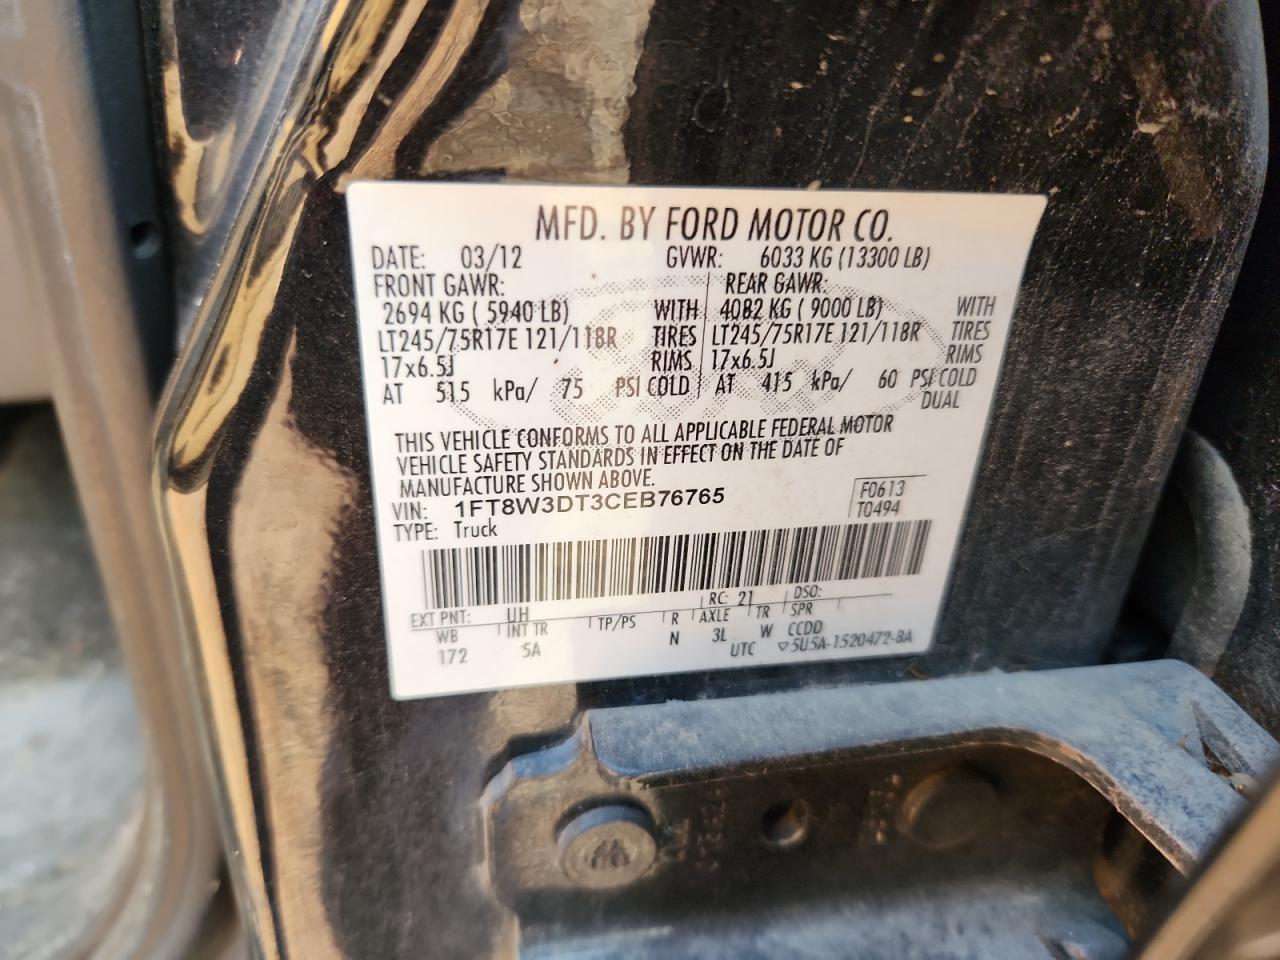 MFD. BY FORD MOTOR CO.
DATE: 03/12 GVWR: 6033 KG (13300 LB)
FRONT GAWR: REAR GAWR:
2694 KG ( 5940 LB) WITH 4082 KG ( 9000 LB) WITH
LT245/75R17E 121/118R TIRES LT245/75R17E 121/118R TIRES
17x6.5J RIMS 17x6.5J RIMS
AT 515 kPa/ 75 PSI COLD AT 415 kPa/ 60 PSI COLD
DUAL
THIS VEHICLE CONFORMS TO ALL APPLICABLE FEDERAL MOTOR
VEHICLE SAFETY STANDARDS IN EFFECT ON THE DATE OF
MANUFACTURE SHOWN ABOVE.
VIN: 1FT8W3DT3CEB76765 F0613
TYPE: Truck T0494
EXT PNT: UH RC: 21 DSO:
WB INT TR TP/PS R AXLE TR SPR
172 5A N 3L W CCDD
UTC ▽5U5A-1520472-BA